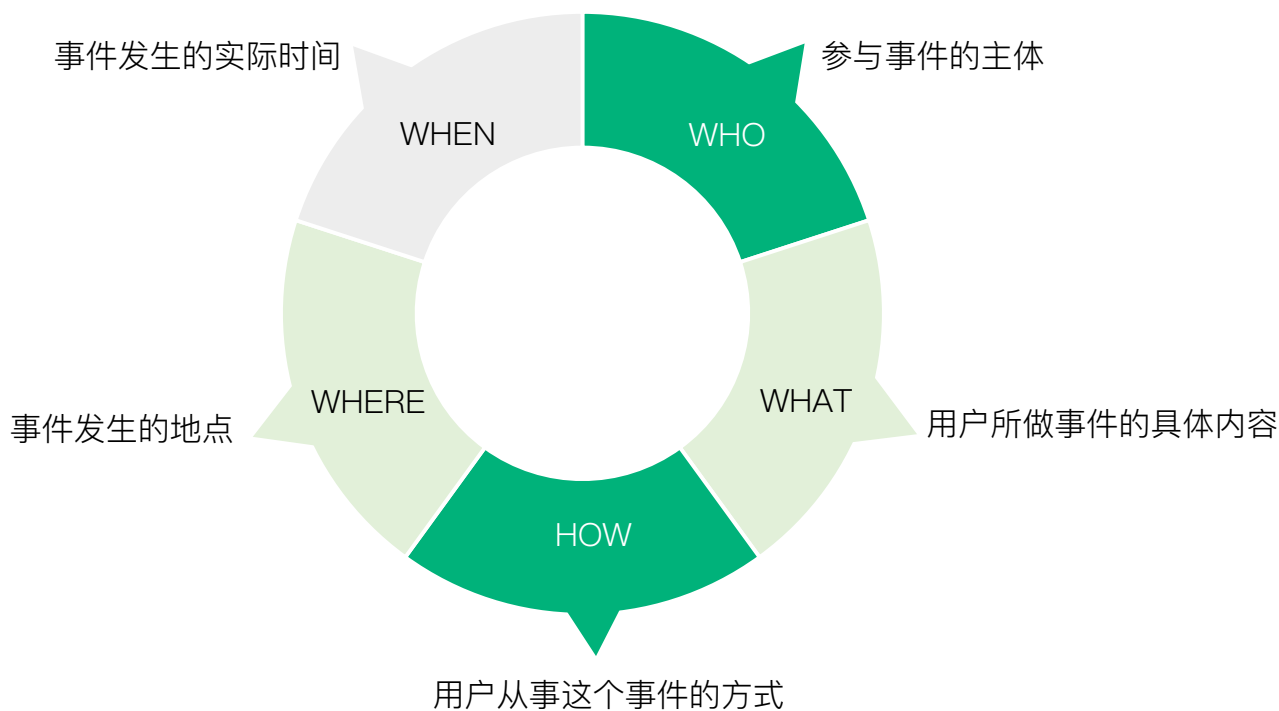 事件发生的实际时间
参与事件的主体
WHEN
WHO
WHERE
WHAT
事件发生的地点
用户所做事件的具体内容
HOW
用户从事这个事件的方式